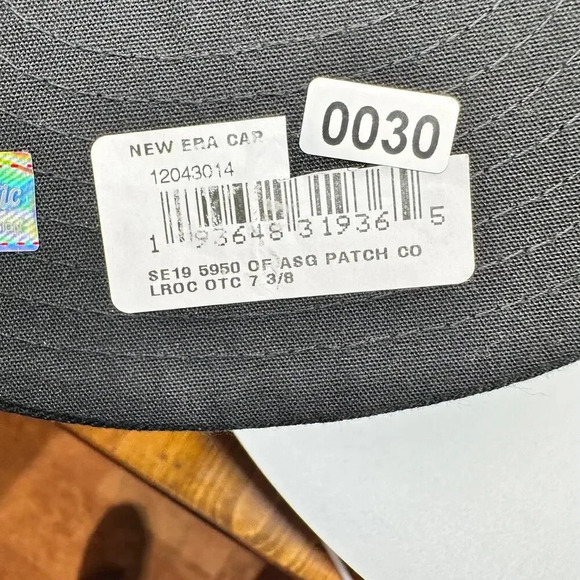 0030
NEW ERA CAP
12043014
1 93648 31936 5
SE19 5950 OF ASG PATCH CO
LROC OTC 7 3/8